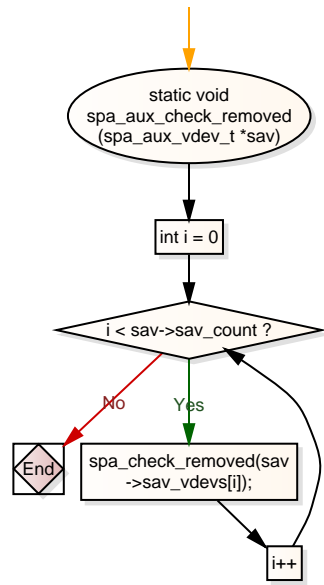 static void
spa_aux_check_removed
(spa_aux_vdev_t *sav)
int i = 0
i < sav->sav_count ?
No
Yes
End
spa_check_removed(sav
->sav_vdevs[i]);
i++